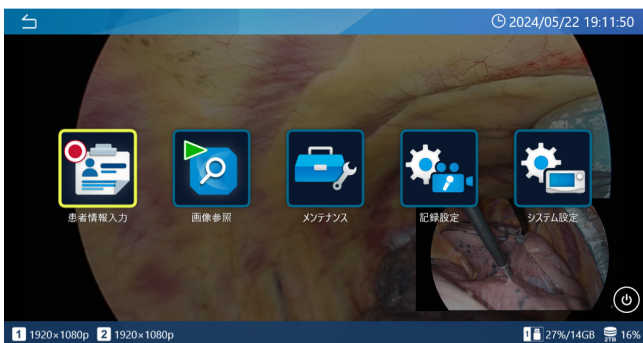 2024/05/22 19:11:50
患者情報入力
画像参照
メンテナンス
記録設定
システム設定
1 1920×1080p 2 1920×1080p
1 27%/14GB 2TB 16%